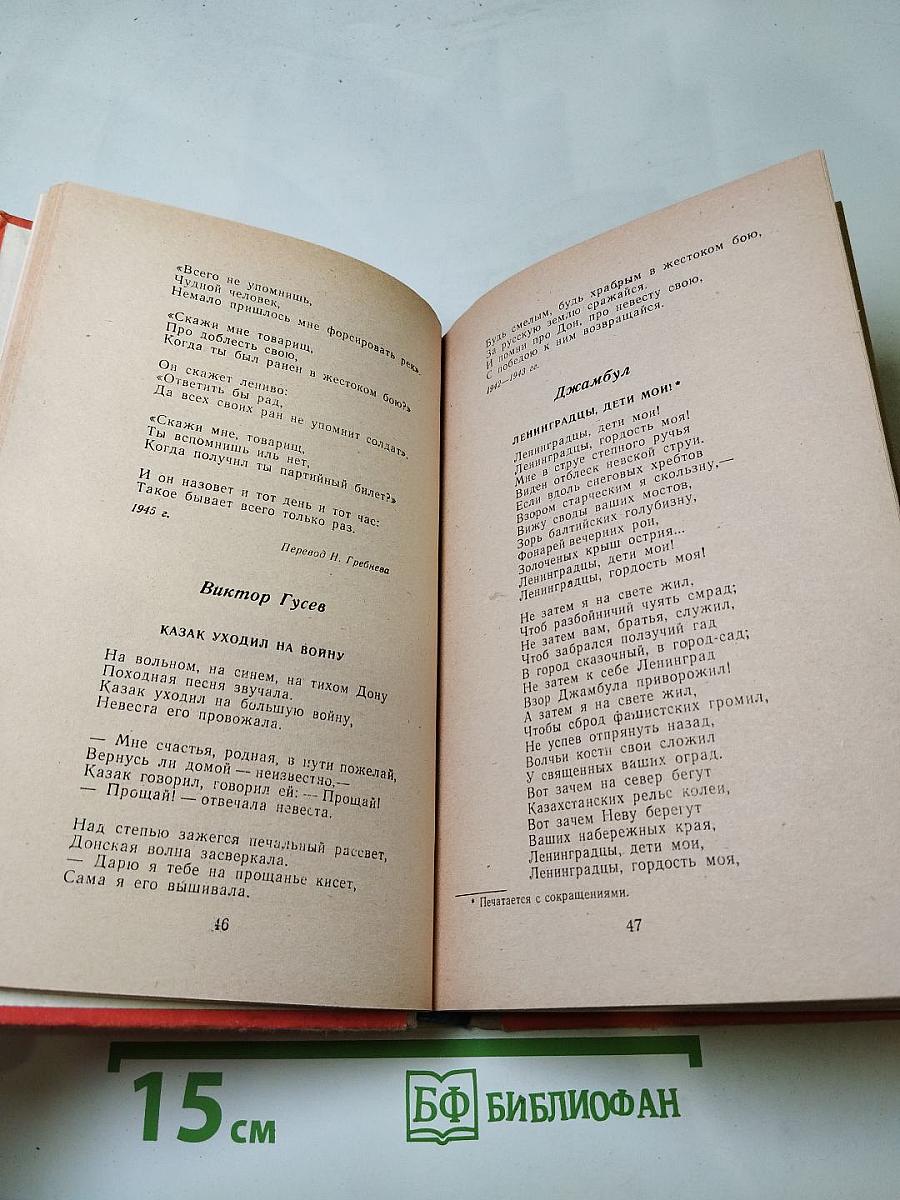 «Всего не упомнишь,
Чудной человек,
Немало пришлось мне форсировать рек».
«Скажи мне товарищ,
Про доблесть свою,
Когда ты был ранен в жестоком бою?»
Он скажет лениво:
«Ответить бы рад,
Да всех своих ран не упомнит солдат».
«Скажи мне, товарищ,
Ты вспомнишь иль нет,
Когда получил ты партийный билет?»
И он назовет и тот день и тот час:
Такое бывает всего только раз.
1945 г.
Перевод Н. Гребнева
Виктор Гусев
КАЗАК УХОДИЛ НА ВОЙНУ
На вольном, на синем, на тихом Дону
Походная песня звучала.
Казак уходил на большую войну,
Невеста его провожала.
— Мне счастья, родная, в пути пожелай,
Вернусь ли домой — неизвестно,—
Казак говорил, говорил ей: — Прощай!
— Прощай! — отвечала невеста.
Над степью зажегся печальный рассвет,
Донская волна засверкала.
— Дарю я тебе на прощанье кисет,
Сама я его вышивала.
46
Будь смелым, будь храбрым в жестоком бою,
За русскую землю сражайся.
И помни про Дон, про невесту свою,
С победою к ним возвращайся.
1942—1943 гг.
Джамбул
ЛЕНИНГРАДЦЫ, ДЕТИ МОИ!*
Ленинградцы, дети мои!
Ленинградцы, гордость моя!
Мне в струе степного ручья
Виден отблеск невской струи.
Если вдоль снеговых хребтов
Взором старческим я скользну,—
Вижу своды ваших мостов,
Зорь балтийских голубизну,
Фонарей вечерних рои,
Золоченых крыш острия...
Ленинградцы, дети мои!
Ленинградцы, гордость моя!
Не затем я на свете жил,
Чтоб разбойничий чуять смрад;
Не затем вам, братья, служил,
Чтоб забрался ползучий гад
В город сказочный, в город-сад;
Не затем к себе Ленинград
Взор Джамбула приворожил!
А затем я на свете жил,
Чтобы сброд фашистских громил,
Не успев отпрянуть назад,
Волчьи кости свои сложил
У священных ваших оград.
Вот зачем на север бегут
Казахстанских рельс колеи,
Вот зачем Неву берегут
Ваших набережных края,
Ленинградцы, дети мои,
Ленинградцы, гордость моя,
* Печатается с сокращениями.
47
15 см
БФ БИБЛИОФАН